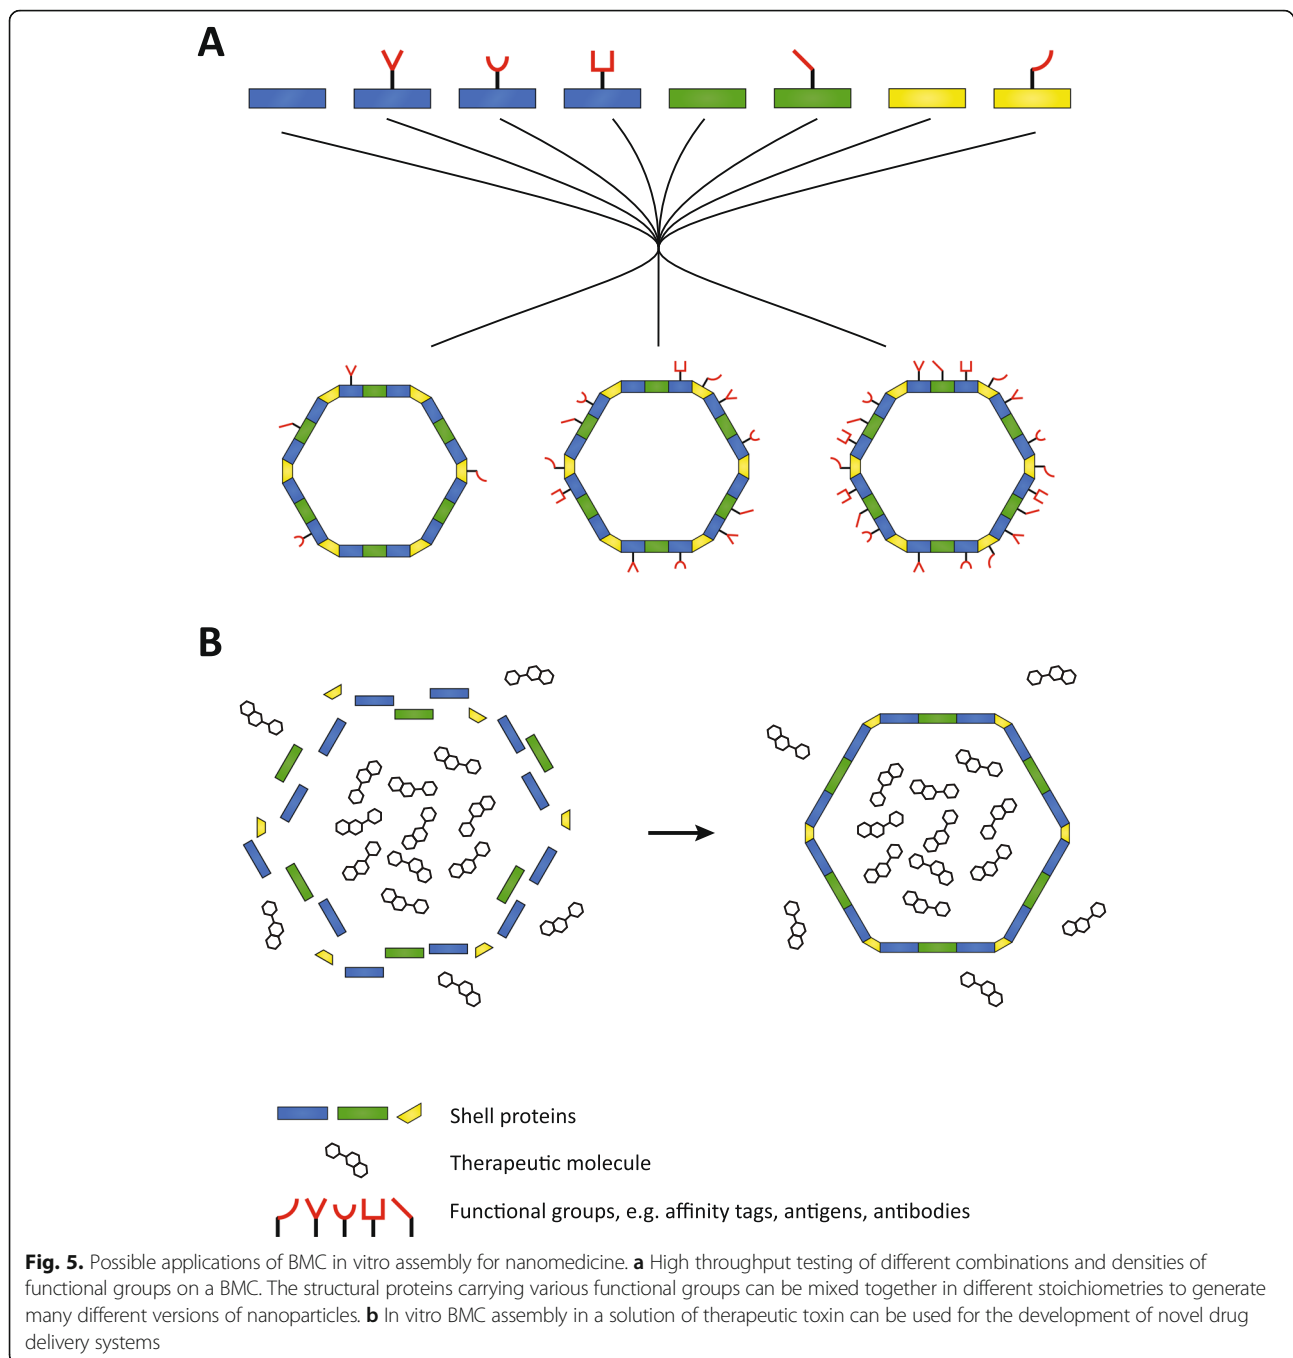 A
B
Shell proteins
Therapeutic molecule
Functional groups, e.g. affinity tags, antigens, antibodies
Fig. 5. Possible applications of BMC in vitro assembly for nanomedicine. a High throughput testing of different combinations and densities of
functional groups on a BMC. The structural proteins carrying various functional groups can be mixed together in different stoichiometries to generate
many different versions of nanoparticles. b In vitro BMC assembly in a solution of therapeutic toxin can be used for the development of novel drug
delivery systems